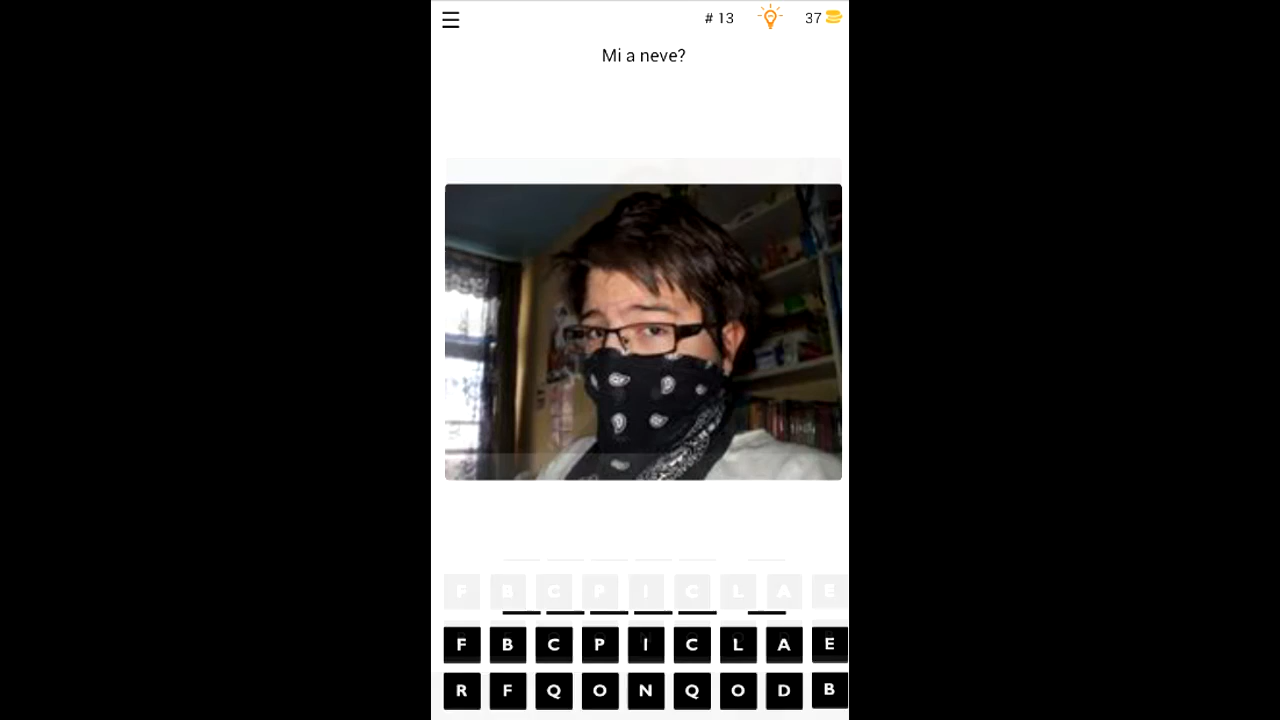 # 13 37
Mi a neve?
F B C P I C L A E
F B C P I C L A E
R F Q O N Q O D B